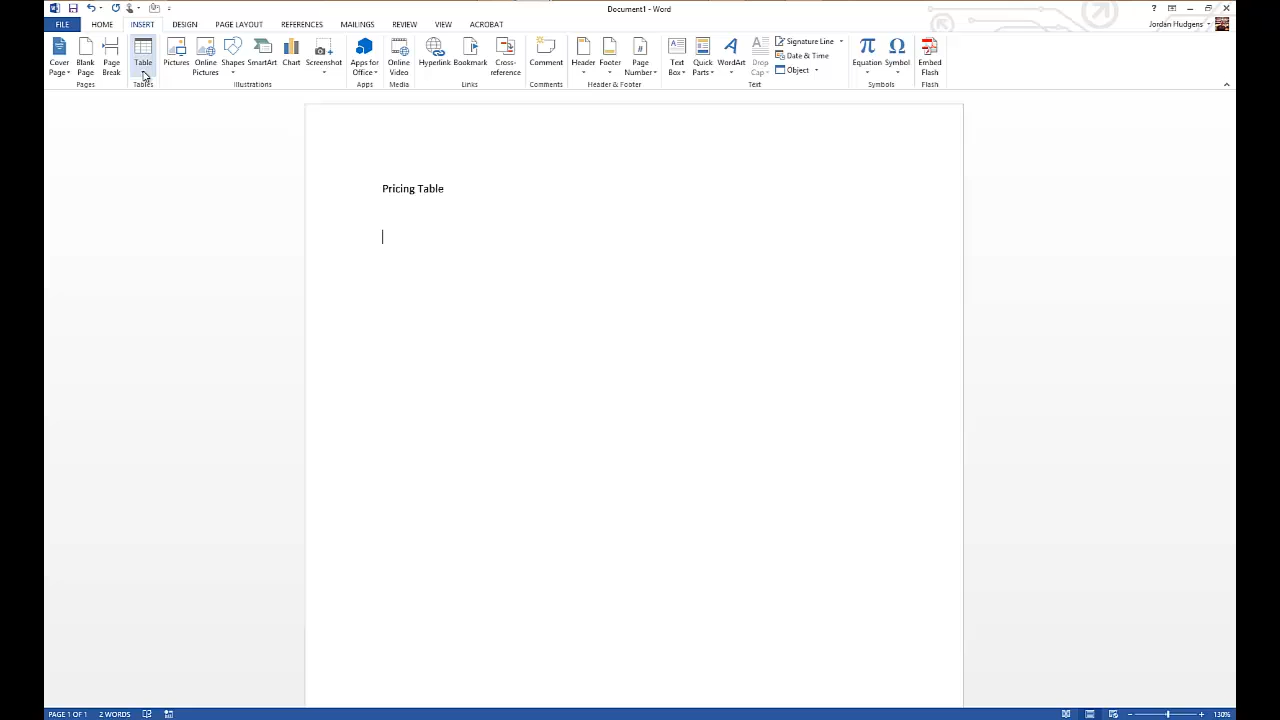 Document1 - Word
?
FILE HOME INSERT DESIGN PAGE LAYOUT REFERENCES MAILINGS REVIEW VIEW ACROBAT Jordan Hudgens
Cover Page
Blank Page
Page Break
Table
Pictures
Online Pictures
Shapes
SmartArt
Chart
Screenshot
Apps for Office
Online Video
Hyperlink
Bookmark
Cross-reference
Comment
Header
Footer
Page Number
Text Box
Quick Parts
WordArt
Drop Cap
Signature Line
Date & Time
Object
Equation
Symbol
Embed Flash
Pages Tables Illustrations Apps Media Links Comments Header & Footer Text Symbols Flash
Pricing Table
PAGE 1 OF 1 2 WORDS 130%